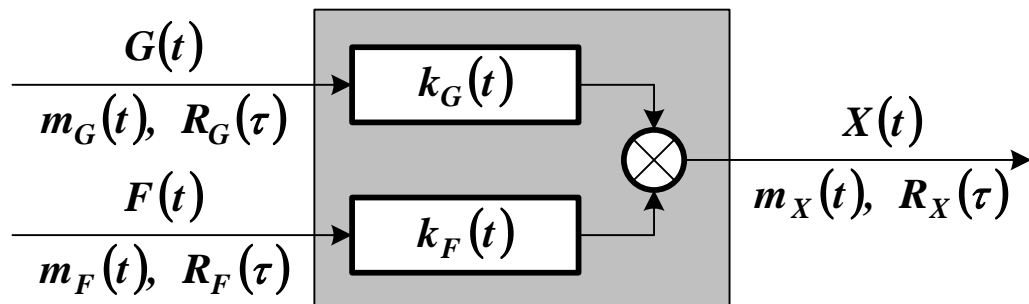 G(t)
m_G(t), R_G(τ)
k_G(t)
X(t)
m_X(t), R_X(τ)
F(t)
m_F(t), R_F(τ)
k_F(t)